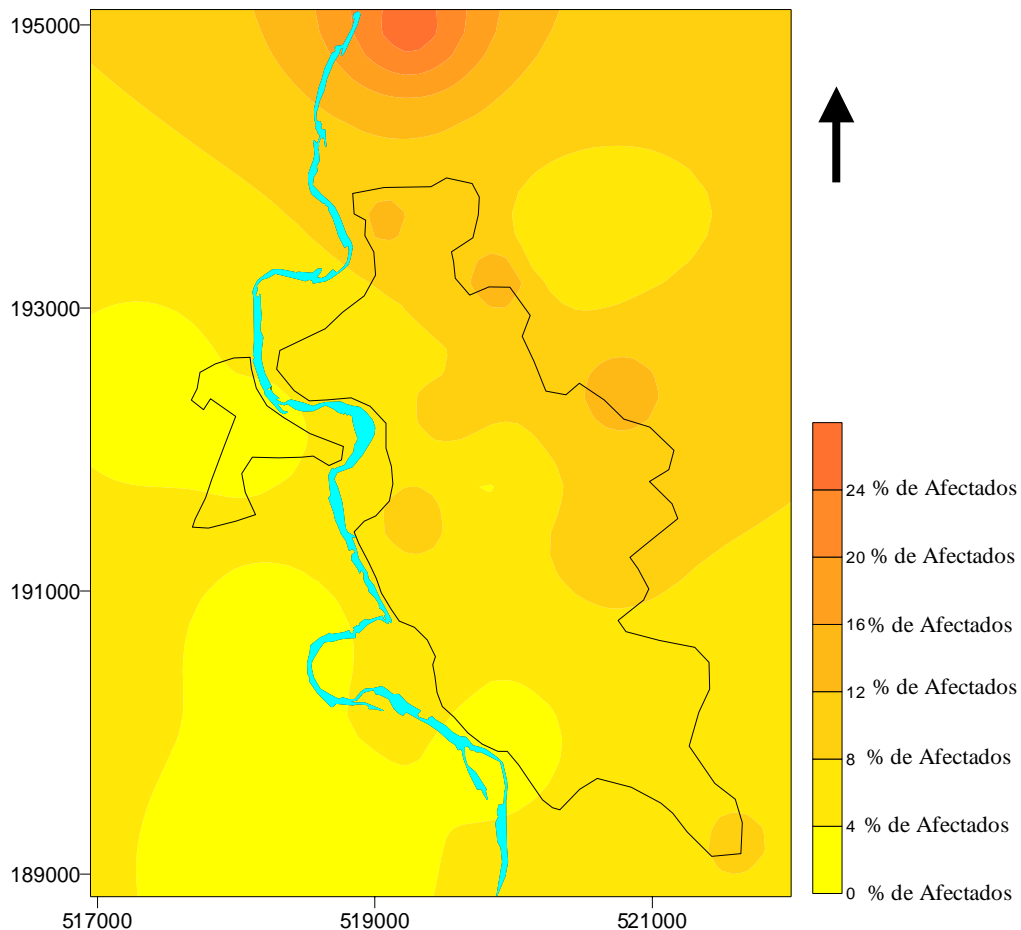 195000
193000
191000
189000
517000
519000
521000
24 % de Afectados
20 % de Afectados
16 % de Afectados
12 % de Afectados
8 % de Afectados
4 % de Afectados
0 % de Afectados